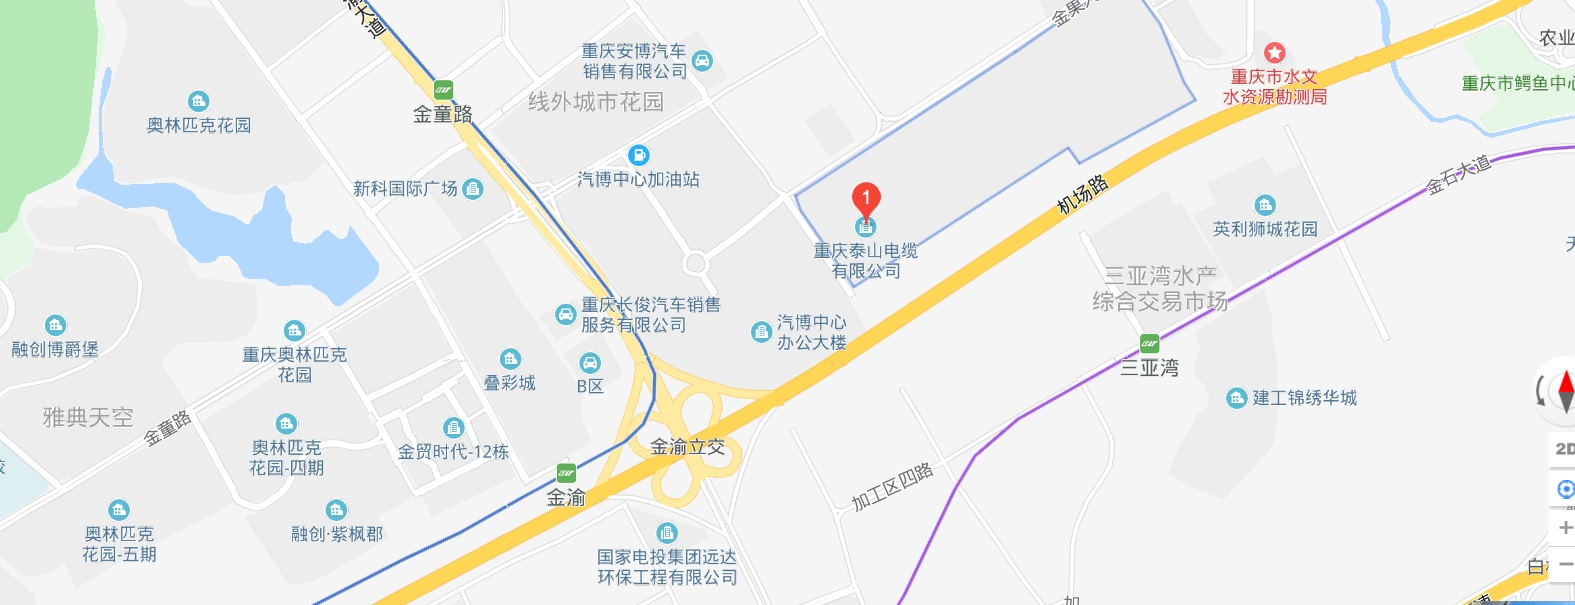 大道
金童路
重庆安博汽车
销售有限公司
线外城市花园
奥林匹克花园
新科国际广场
汽博中心加油站
1
重庆泰山电缆
有限公司
重庆市水文
水资源勘测局
农业
重庆市鳄鱼中心
金石大道
机场路
英利狮城花园
三亚湾水产
综合交易市场
三亚湾
建工锦绣华城
重庆长俊汽车销售
服务有限公司
汽博中心
办公大楼
融创博爵堡
重庆奥林匹克
花园
叠彩城
B区
雅典天空
金童路
奥林匹克
花园-四期
金贸时代-12栋
金渝立交
金渝
加工区四路
奥林匹克
花园-五期
融创·紫枫郡
国家电投集团远达
环保工程有限公司
2D
+
−